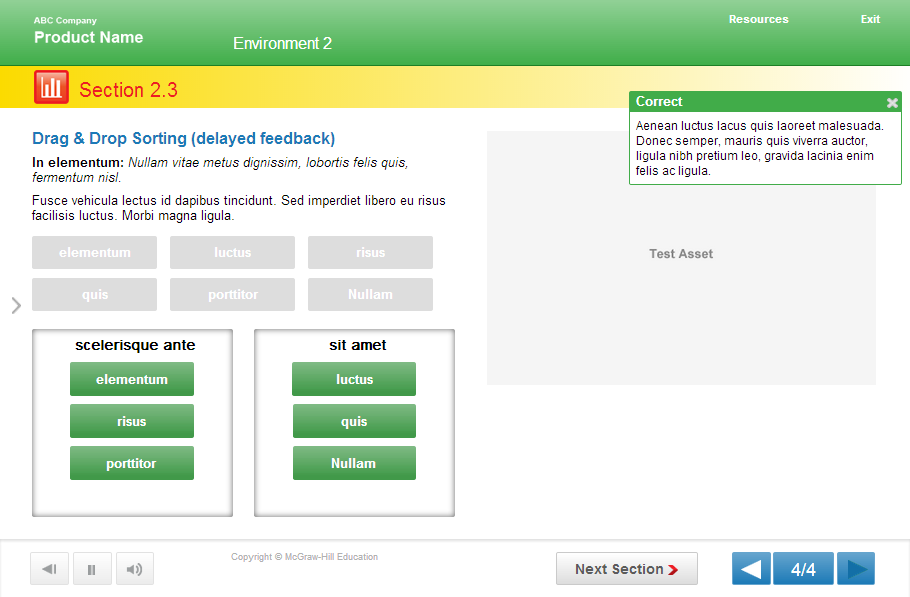 ABC Company
Product Name
Environment 2
Resources
Exit
Section 2.3
Correct
Aenean luctus lacus quis laoreet malesuada.
Donec semper, mauris quis viverra auctor,
ligula nibh pretium leo, gravida lacinia enim
felis ac ligula.
Drag & Drop Sorting (delayed feedback)
In elementum: Nullam vitae metus dignissim, lobortis felis quis,
fermentum nisl.
Fusce vehicula lectus id dapibus tincidunt. Sed imperdiet libero eu risus
facilisis luctus. Morbi magna ligula.
elementum
luctus
risus
quis
porttitor
Nullam
Test Asset
scelerisque ante
elementum
risus
porttitor
sit amet
luctus
quis
Nullam
Copyright © McGraw-Hill Education
Next Section
4/4